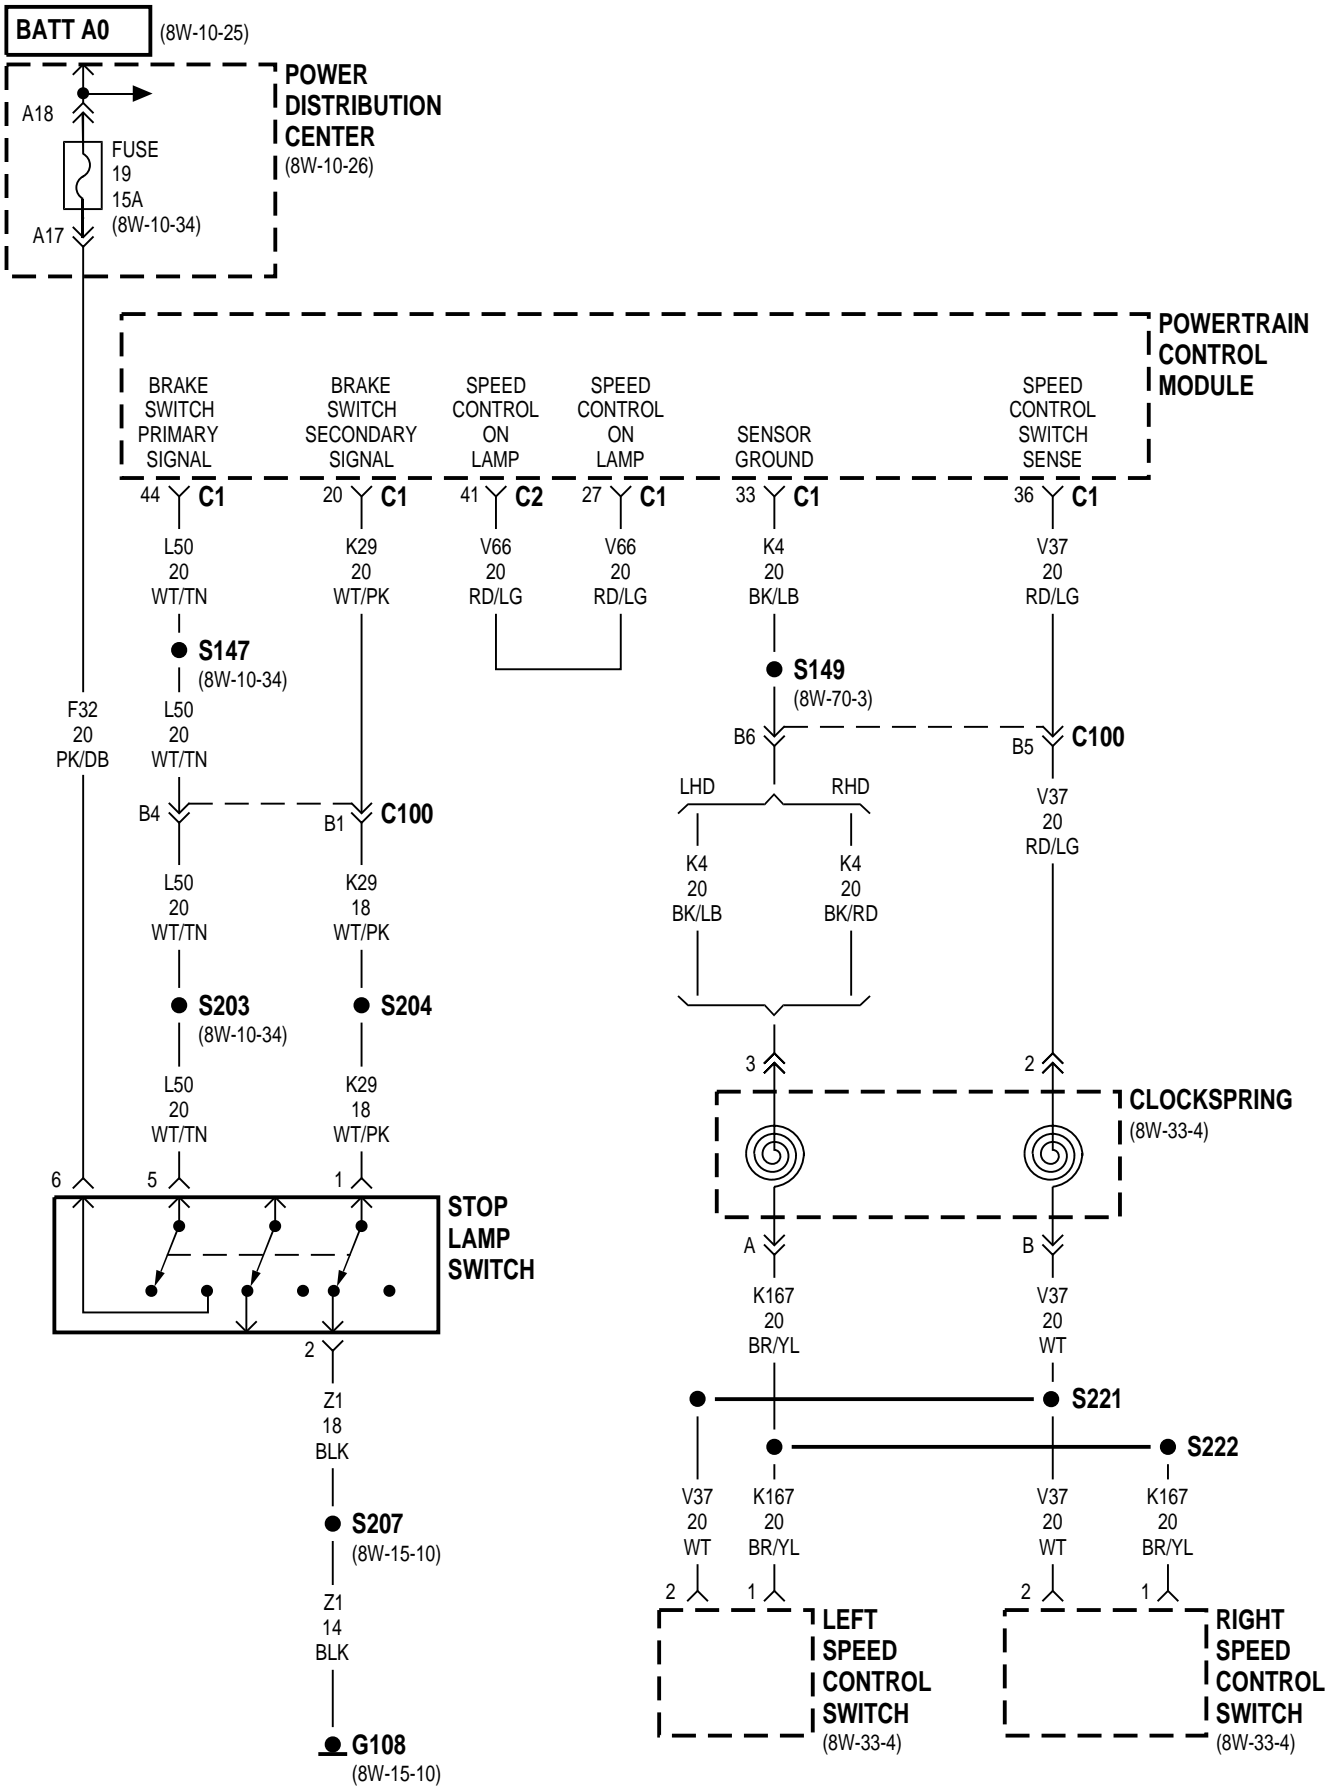 BATT A0
(8W-10-25)
POWER
DISTRIBUTION
CENTER
(8W-10-26)
A18
FUSE
19
15A
(8W-10-34)
A17
POWERTRAIN
CONTROL
MODULE
BRAKE
SWITCH
PRIMARY
SIGNAL
BRAKE
SWITCH
SECONDARY
SIGNAL
SPEED
CONTROL
ON
LAMP
SPEED
CONTROL
ON
LAMP
SENSOR
GROUND
SPEED
CONTROL
SWITCH
SENSE
44 C1
20 C1
41 C2
27 C1
33 C1
36 C1
L50
20
WT/TN
K29
20
WT/PK
V66
20
RD/LG
V66
20
RD/LG
K4
20
BK/LB
V37
20
RD/LG
S147
(8W-10-34)
S149
(8W-70-3)
F32
20
PK/DB
L50
20
WT/TN
B6
B5
C100
LHD
RHD
V37
20
RD/LG
B4
B1
C100
K4
20
BK/LB
K4
20
BK/RD
L50
20
WT/TN
K29
18
WT/PK
S203
(8W-10-34)
S204
3
2
L50
20
WT/TN
K29
18
WT/PK
CLOCKSPRING
(8W-33-4)
6
5
1
STOP
LAMP
SWITCH
A
B
K167
20
BR/YL
V37
20
WT
2
Z1
18
BLK
S221
S222
V37
20
WT
K167
20
BR/YL
V37
20
WT
K167
20
BR/YL
S207
(8W-15-10)
2
1
2
1
Z1
14
BLK
LEFT
SPEED
CONTROL
SWITCH
(8W-33-4)
RIGHT
SPEED
CONTROL
SWITCH
(8W-33-4)
G108
(8W-15-10)